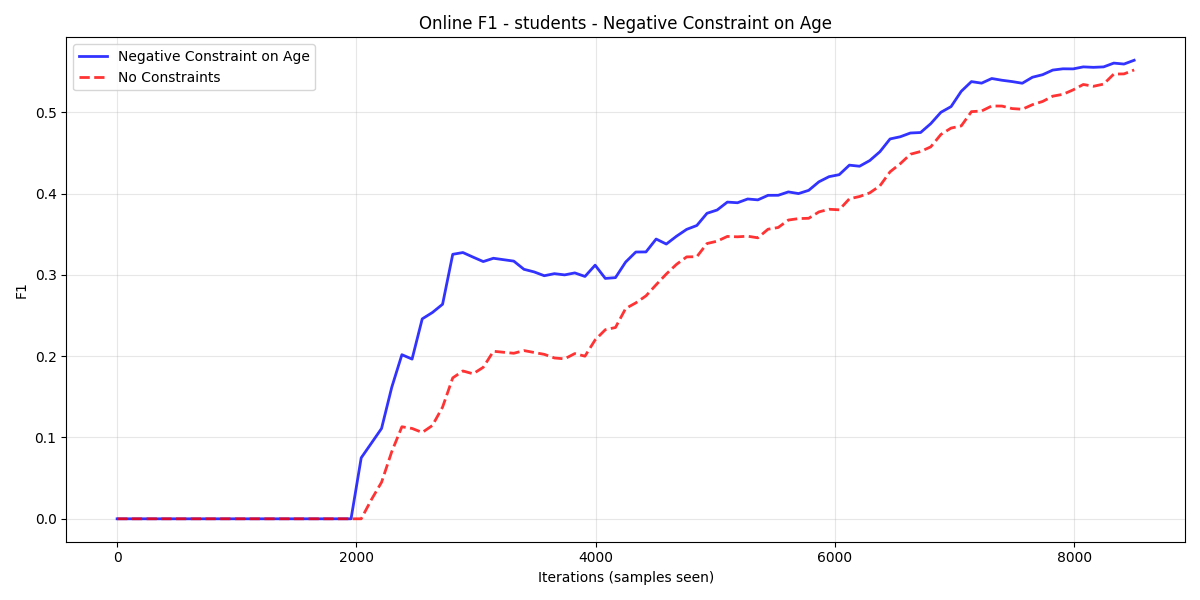 Online F1 - students - Negative Constraint on Age
Negative Constraint on Age
No Constraints
F1
0.5
0.4
0.3
0.2
0.1
0.0
0 2000 4000 6000 8000
Iterations (samples seen)